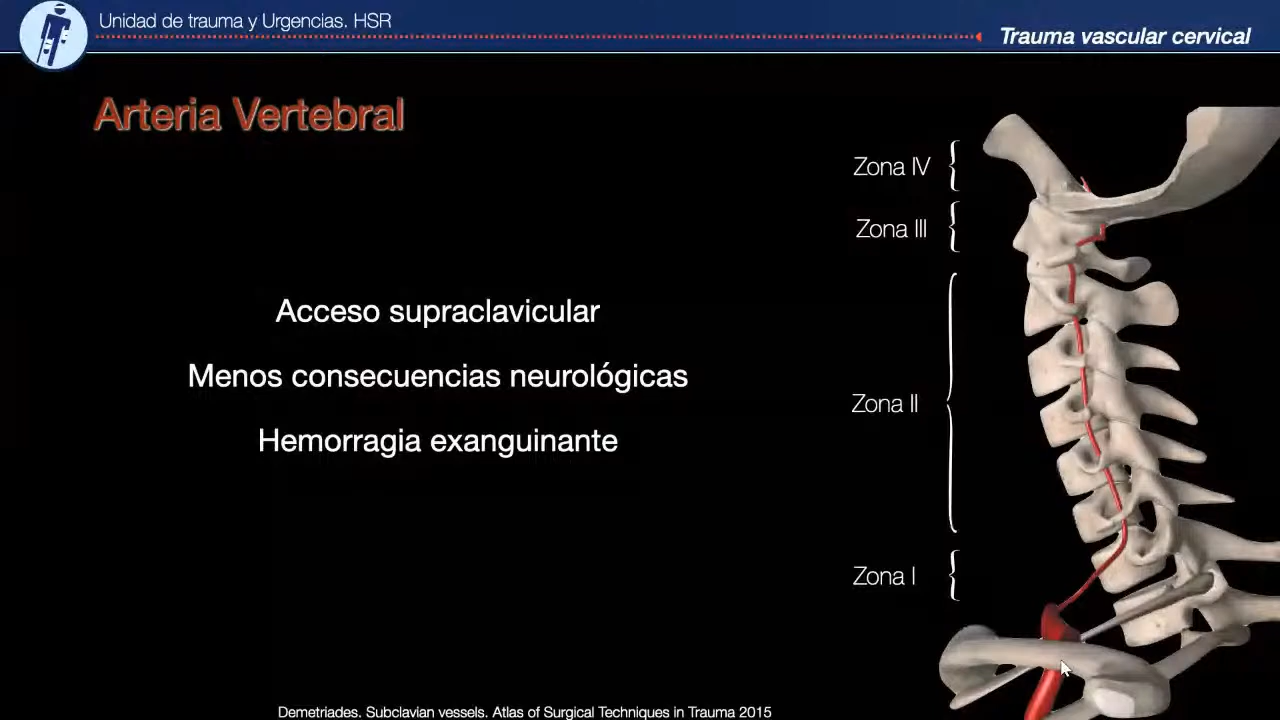 Unidad de trauma y Urgencias. HSR
Trauma vascular cervical
Arteria Vertebral
Zona IV
Zona III
Acceso supraclavicular
Menos consecuencias neurológicas
Zona II
Hemorragia exanguinante
Zona I
Demetriades. Subclavian vessels. Atlas of Surgical Techniques in Trauma 2015